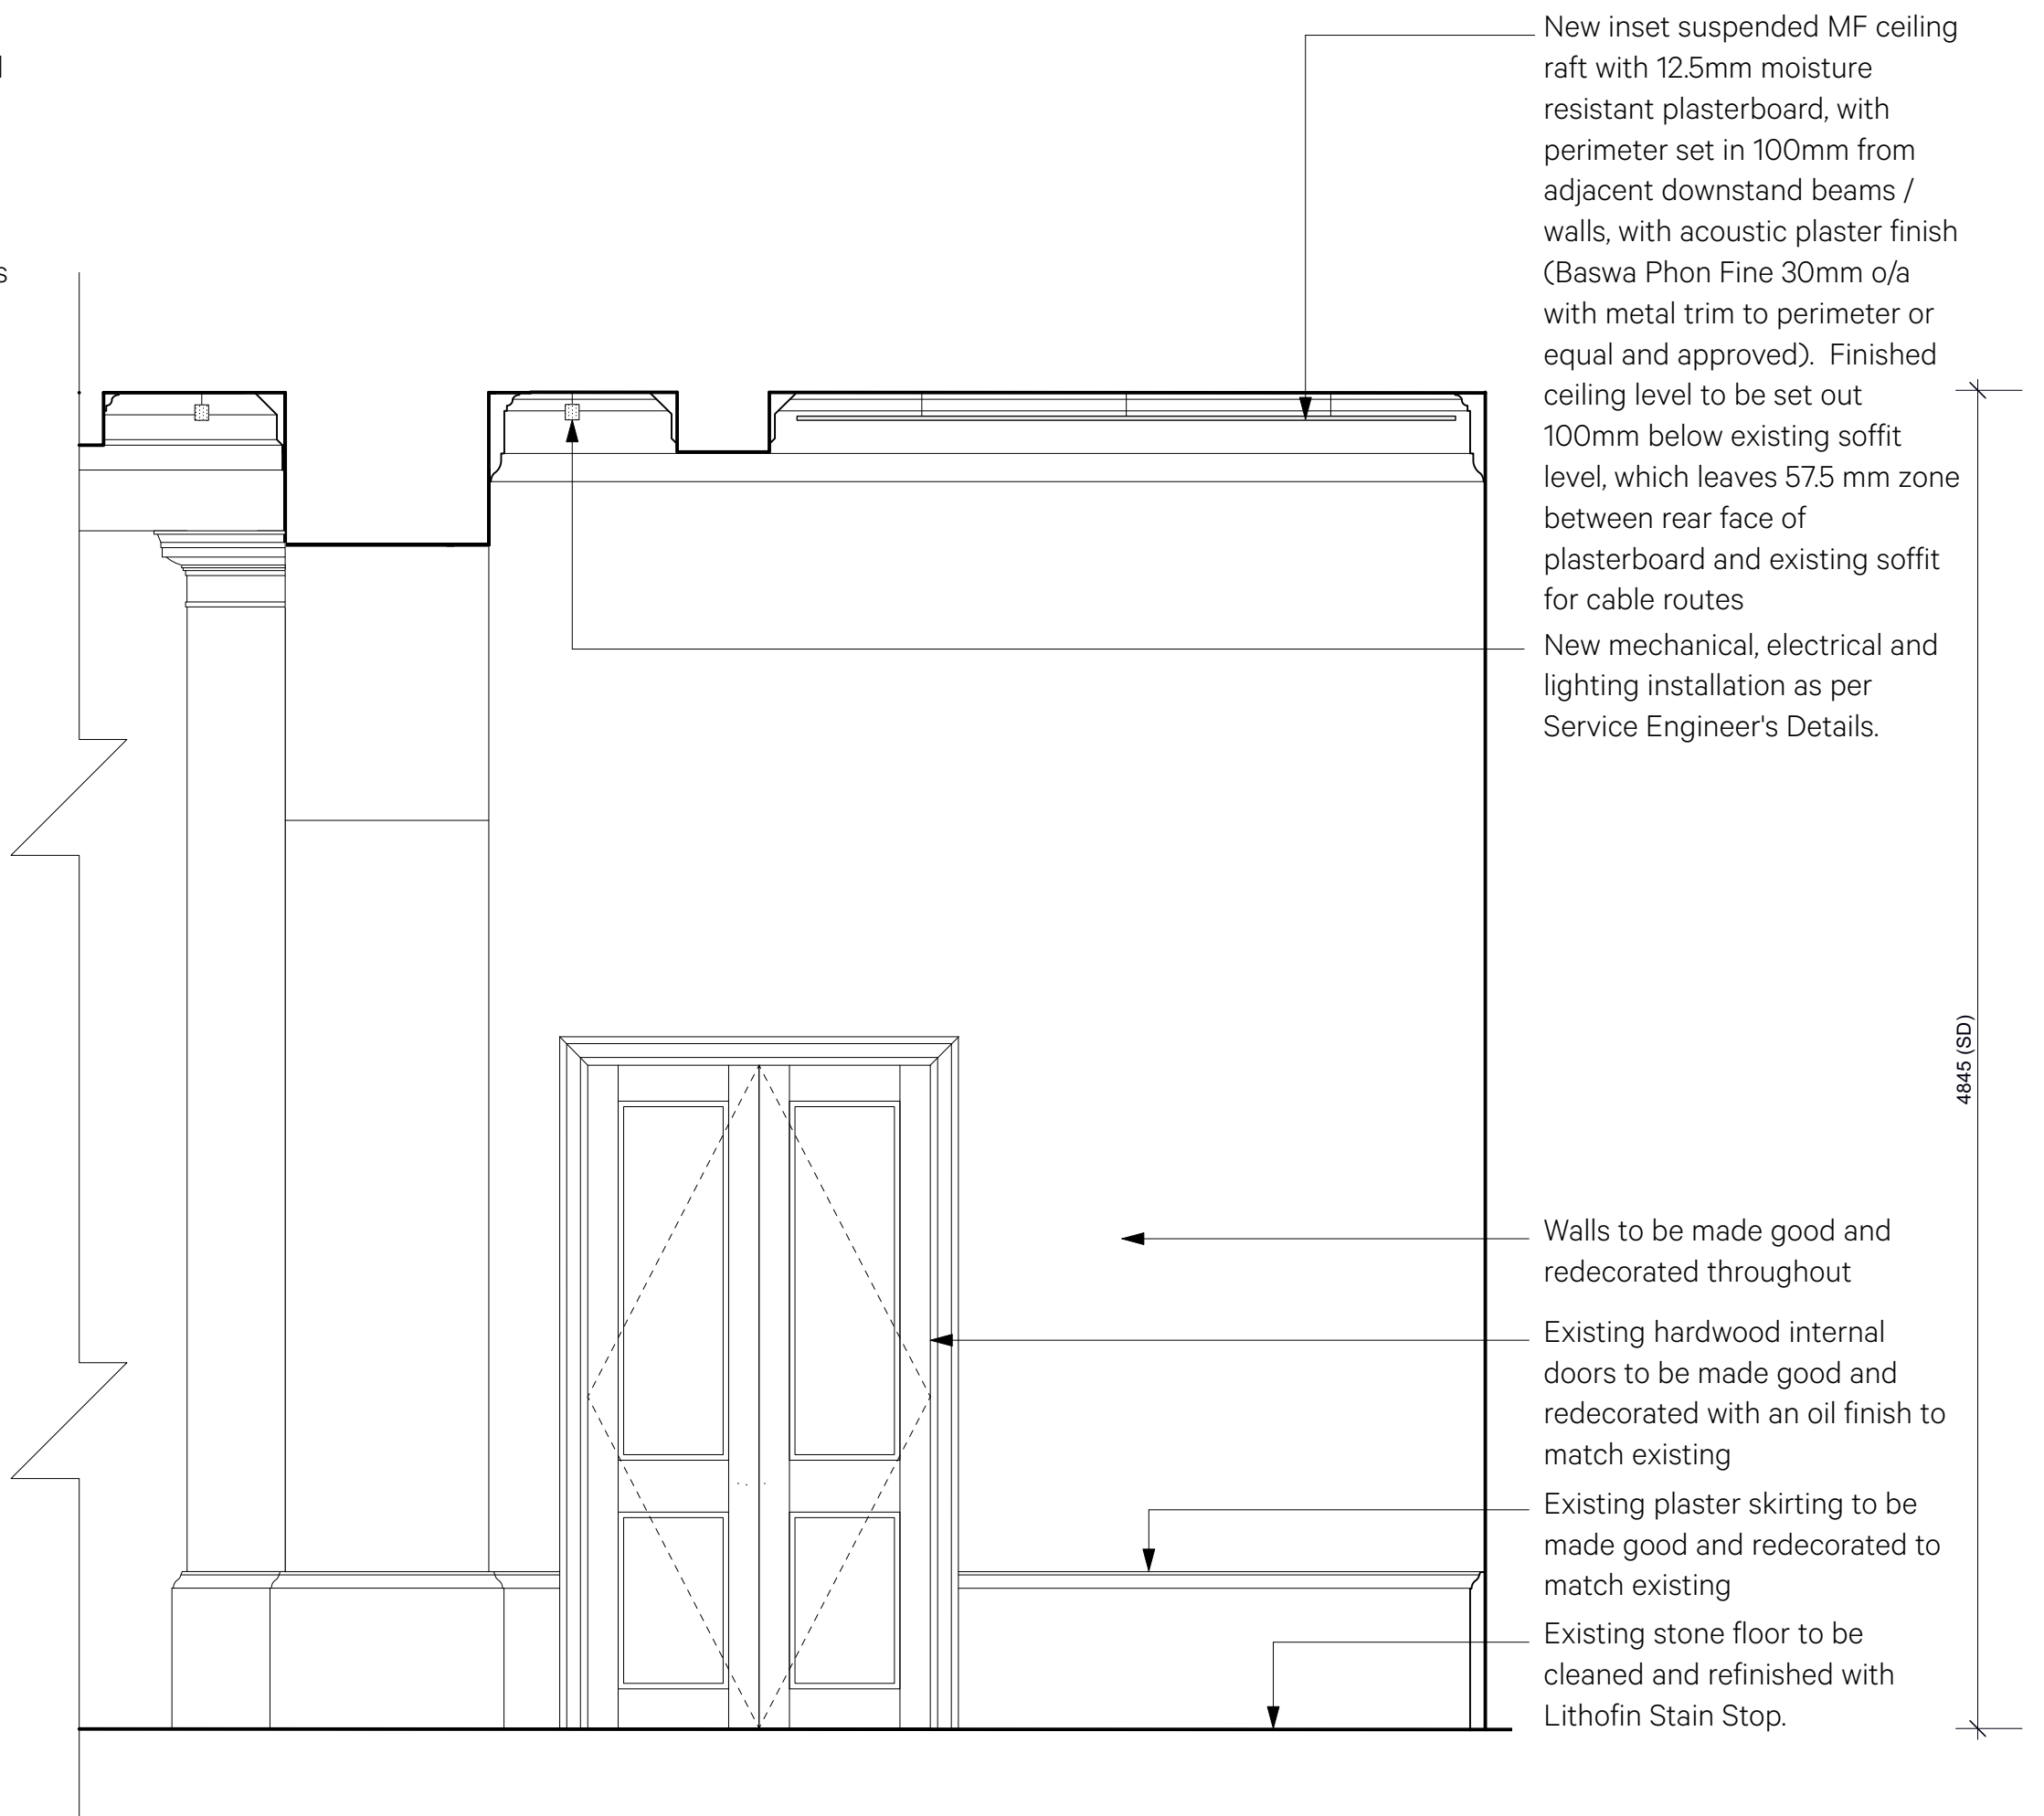 New inset suspended MF ceiling
raft with 12.5mm moisture
resistant plasterboard, with
perimeter set in 100mm from
adjacent downstand beams /
walls, with acoustic plaster finish
(Baswa Phon Fine 30mm o/a
with metal trim to perimeter or
equal and approved).  Finished
ceiling level to be set out
100mm below existing soffit
level, which leaves 57.5 mm zone
between rear face of
plasterboard and existing soffit
for cable routes
New mechanical, electrical and
lighting installation as per
Service Engineer's Details.
4845 (SD)
Walls to be made good and
redecorated throughout
Existing hardwood internal
doors to be made good and
redecorated with an oil finish to
match existing
Existing plaster skirting to be
made good and redecorated to
match existing
Existing stone floor to be
cleaned and refinished with
Lithofin Stain Stop.